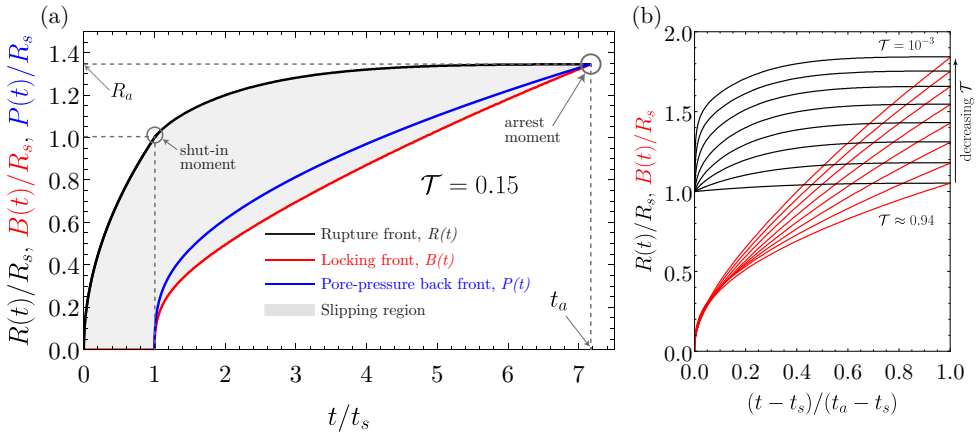 (a)
R(t)/R_s, B(t)/R_s, P(t)/R_s
1.4
1.2
1.0
0.8
0.6
0.4
0.2
0.0
R_a
shut-in
moment
arrest
moment
𝒯 = 0.15
Rupture front, R(t)
Locking front, B(t)
Pore-pressure back front, P(t)
Slipping region
t_a
0 1 2 3 4 5 6 7
t/t_s
(b)
R(t)/R_s, B(t)/R_s
2.0
1.5
1.0
0.5
0.0
𝒯 = 10⁻³
𝒯 ≈ 0.94
decreasing 𝒯
0.0 0.2 0.4 0.6 0.8 1.0
(t − t_s)/(t_a − t_s)